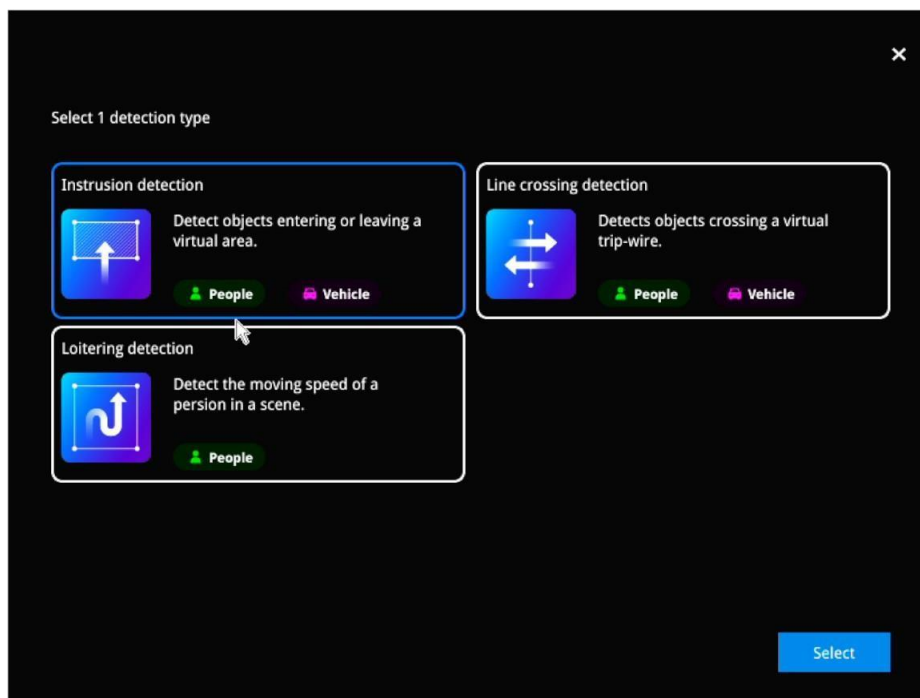 Select 1 detection type
Instrusion detection
Detect objects entering or leaving a
virtual area.
People Vehicle
Line crossing detection
Detects objects crossing a virtual
trip-wire.
People Vehicle
Loitering detection
Detect the moving speed of a
persion in a scene.
People
Select